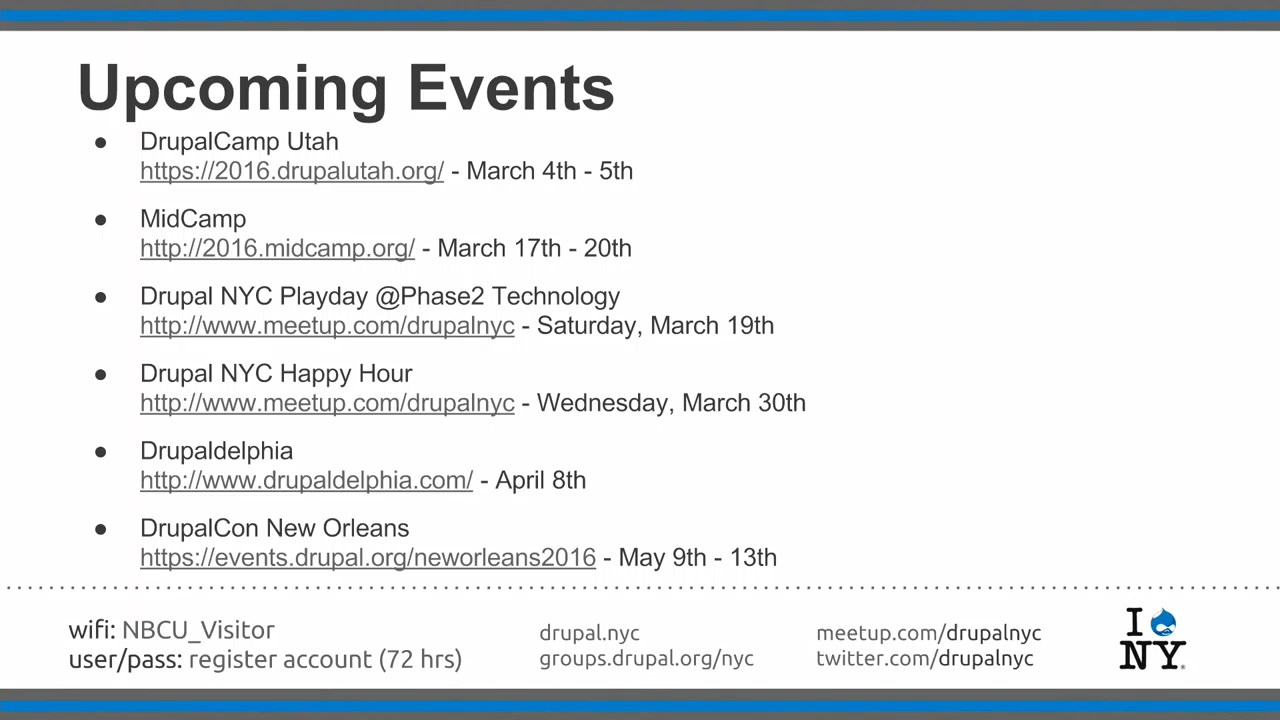 Upcoming Events
● DrupalCamp Utah
https://2016.drupalutah.org/ - March 4th - 5th
● MidCamp
http://2016.midcamp.org/ - March 17th - 20th
● Drupal NYC Playday @Phase2 Technology
http://www.meetup.com/drupalnyc - Saturday, March 19th
● Drupal NYC Happy Hour
http://www.meetup.com/drupalnyc - Wednesday, March 30th
● Drupaldelphia
http://www.drupaldelphia.com/ - April 8th
● DrupalCon New Orleans
https://events.drupal.org/neworleans2016 - May 9th - 13th
wifi: NBCU_Visitor
user/pass: register account (72 hrs)
drupal.nyc
groups.drupal.org/nyc
meetup.com/drupalnyc
twitter.com/drupalnyc
I
NY®